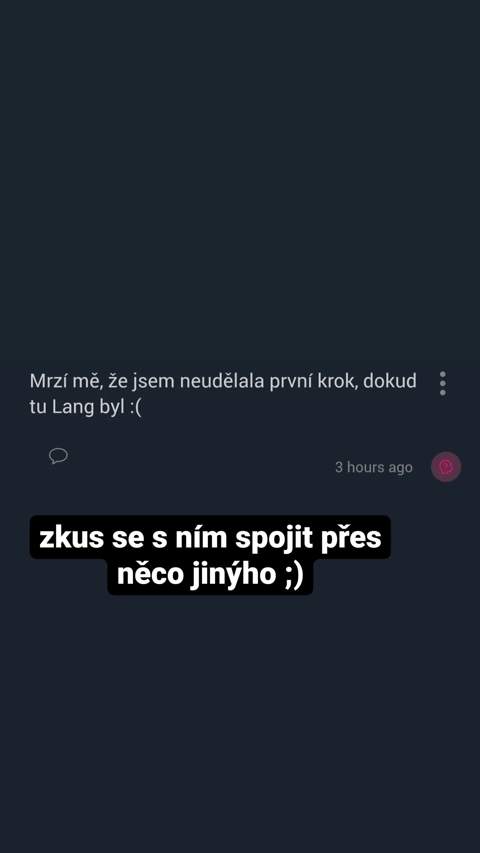 Mrzí mě, že jsem neudělala první krok, dokud
tu Lang byl :(
3 hours ago
zkus se s ním spojit přes
něco jinýho ;)